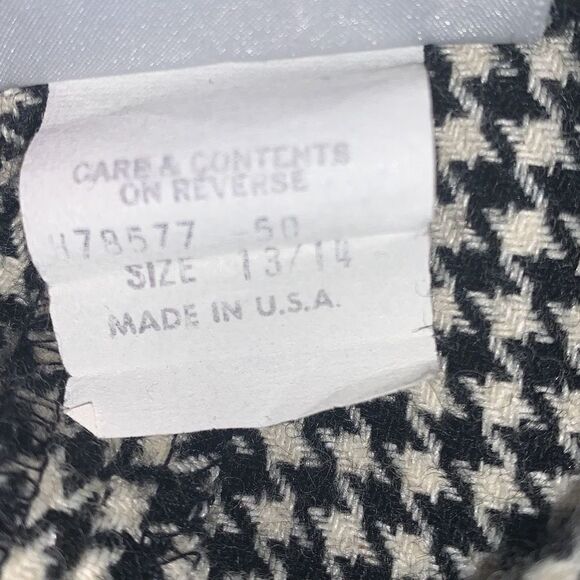 CARE & CONTENTS
ON REVERSE
H78577 50
SIZE 13/14
MADE IN U.S.A.